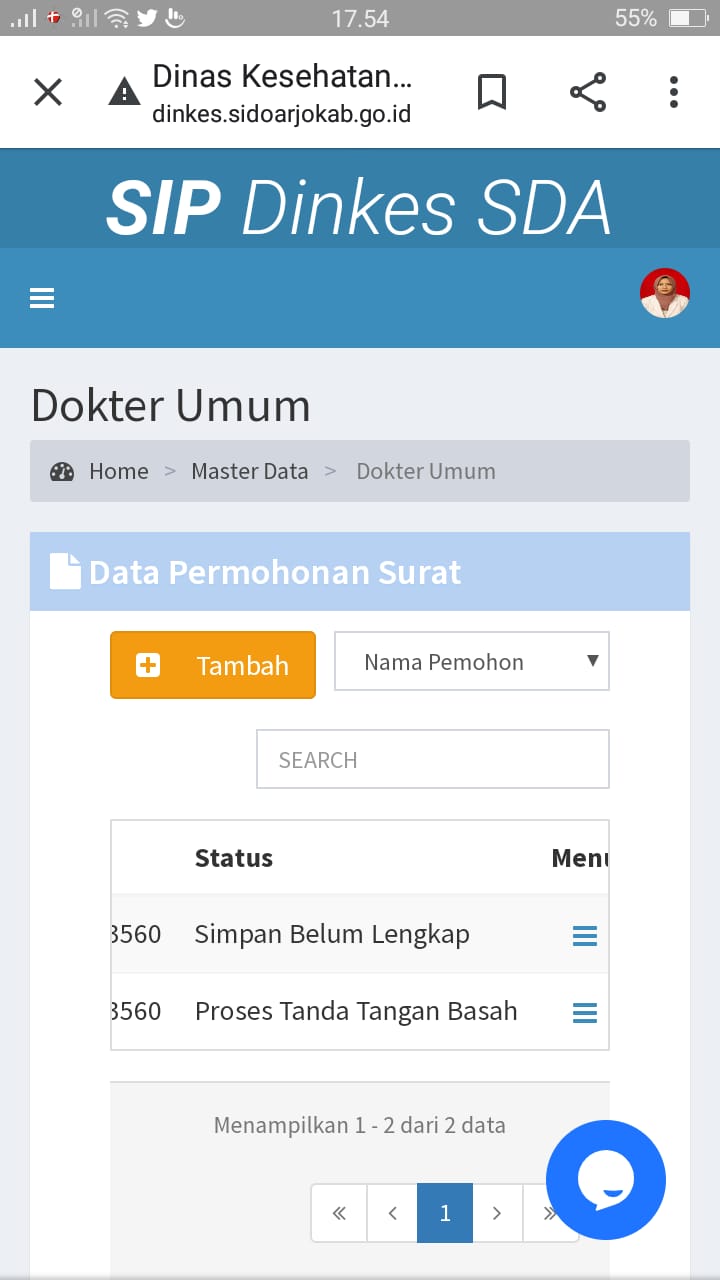 17.54
55%
Dinas Kesehatan...
dinkes.sidoarjokab.go.id
SIP Dinkes SDA
Dokter Umum
Home > Master Data > Dokter Umum
Data Permohonan Surat
Tambah
Nama Pemohon
SEARCH
Status Menu
3560 Simpan Belum Lengkap
3560 Proses Tanda Tangan Basah
Menampilkan 1 - 2 dari 2 data
« < 1 > »